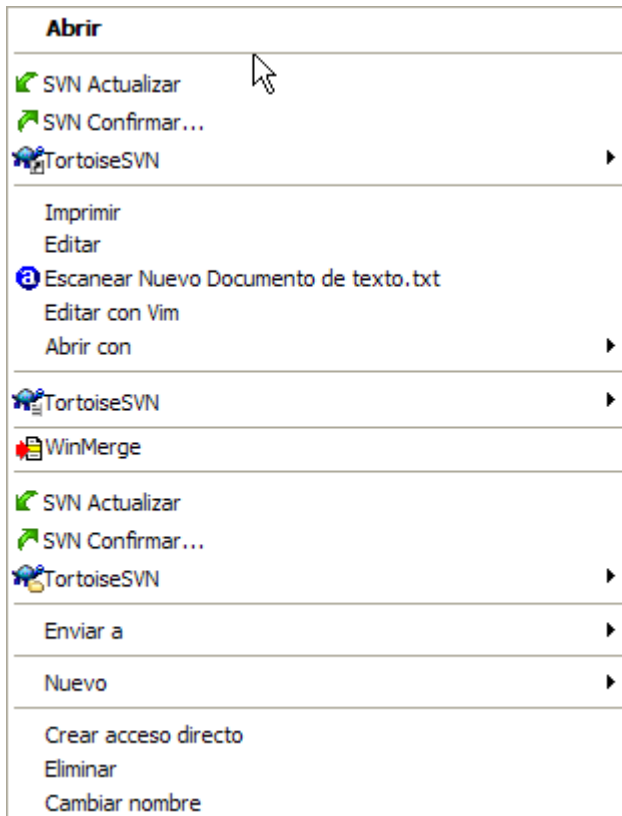 Abrir
SVN Actualizar
SVN Confirmar...
TortoiseSVN
Imprimir
Editar
Escanear Nuevo Documento de texto.txt
Editar con Vim
Abrir con
TortoiseSVN
WinMerge
SVN Actualizar
SVN Confirmar...
TortoiseSVN
Enviar a
Nuevo
Crear acceso directo
Eliminar
Cambiar nombre